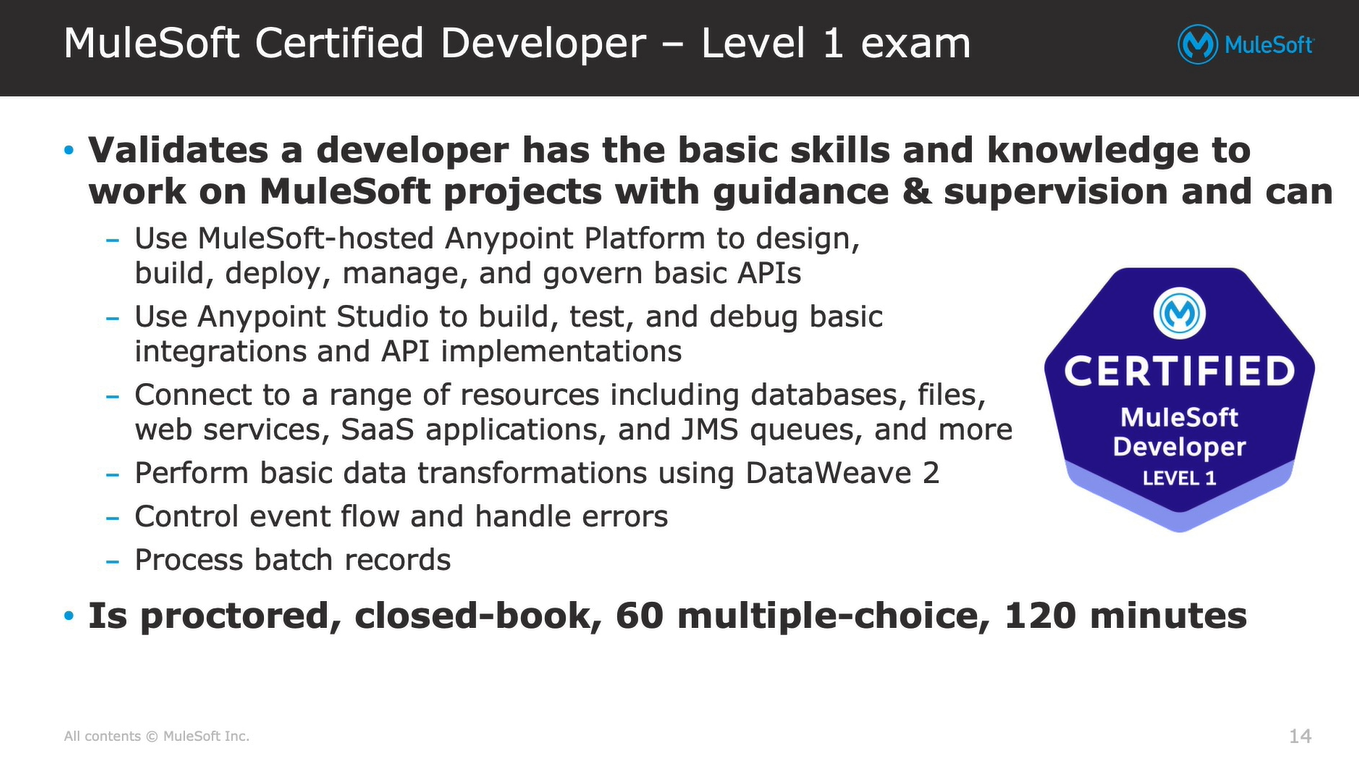 MuleSoft Certified Developer – Level 1 exam
MuleSoft
• Validates a developer has the basic skills and knowledge to
work on MuleSoft projects with guidance & supervision and can
– Use MuleSoft-hosted Anypoint Platform to design,
build, deploy, manage, and govern basic APIs
– Use Anypoint Studio to build, test, and debug basic
integrations and API implementations
– Connect to a range of resources including databases, files,
web services, SaaS applications, and JMS queues, and more
– Perform basic data transformations using DataWeave 2
– Control event flow and handle errors
– Process batch records
CERTIFIED
MuleSoft
Developer
LEVEL 1
• Is proctored, closed-book, 60 multiple-choice, 120 minutes
All contents © MuleSoft Inc.
14